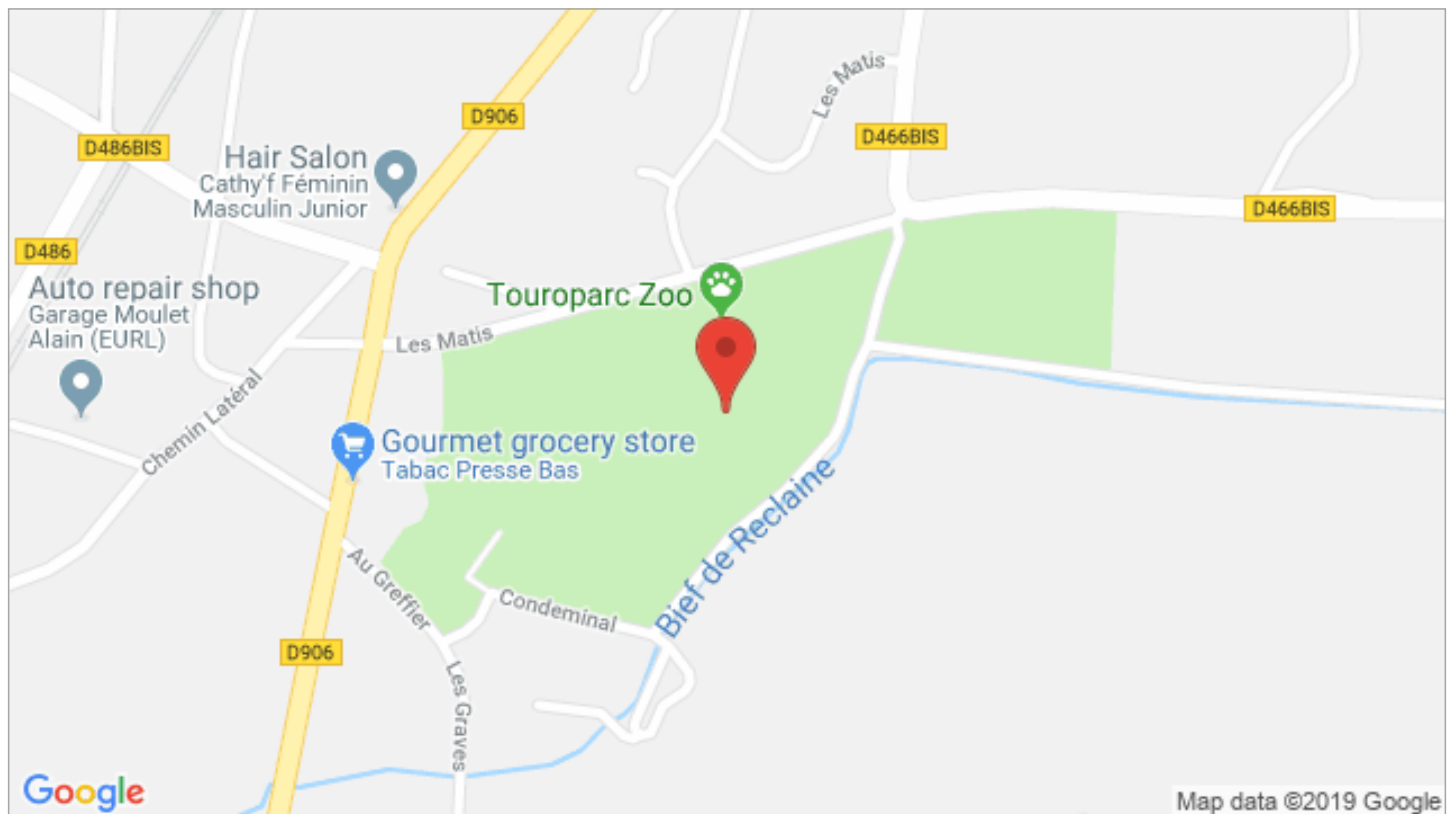 Les Matis
D906
D466BIS
D486BIS
Hair Salon
Cathy'f Féminin
Masculin Junior
D466BIS
D486
Auto repair shop
Garage Moulet
Alain (EURL)
Touroparc Zoo
Les Matis
Chemin Latéral
Gourmet grocery store
Tabac Presse Bas
Bief de Reclaine
Au Greffier
Condeminal
D906
Les Graves
Google
Map data ©2019 Google